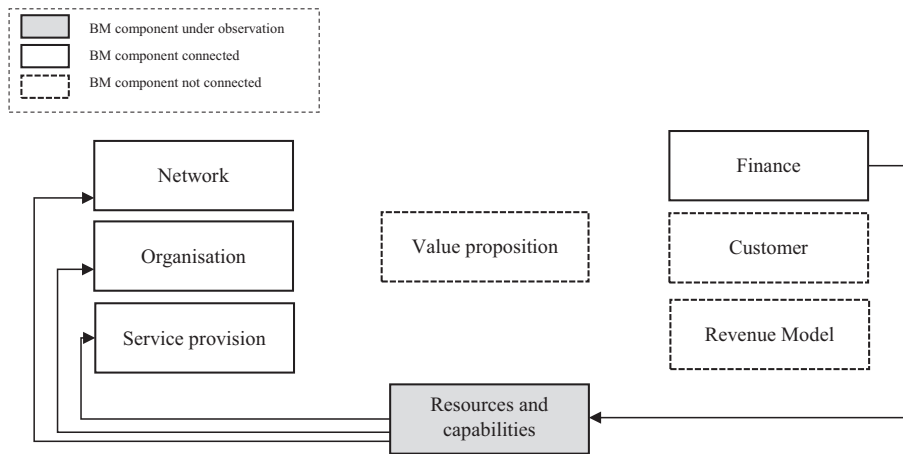 BM component under observation
BM component connected
BM component not connected
Network
Finance
Organisation
Value proposition
Customer
Service provision
Revenue Model
Resources and
capabilities